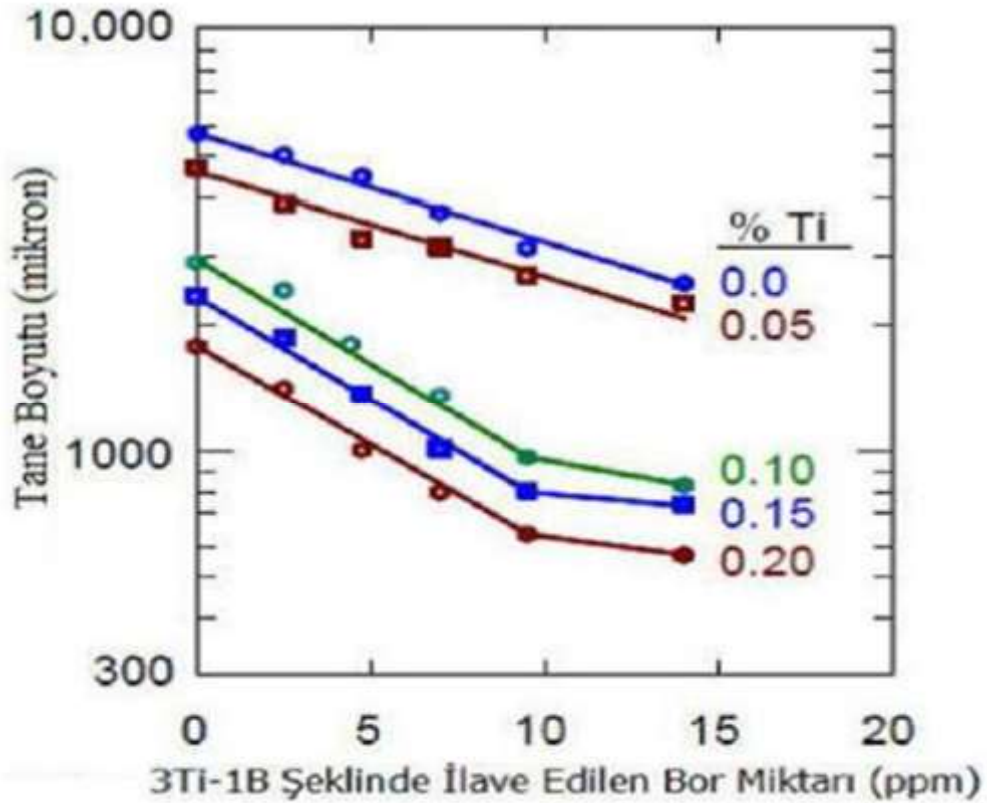 10,000
1000
300
Tane Boyutu (mikron)
% Ti
0.0
0.05
0.10
0.15
0.20
0 5 10 15 20
3Ti-1B Şeklinde İlave Edilen Bor Miktarı (ppm)